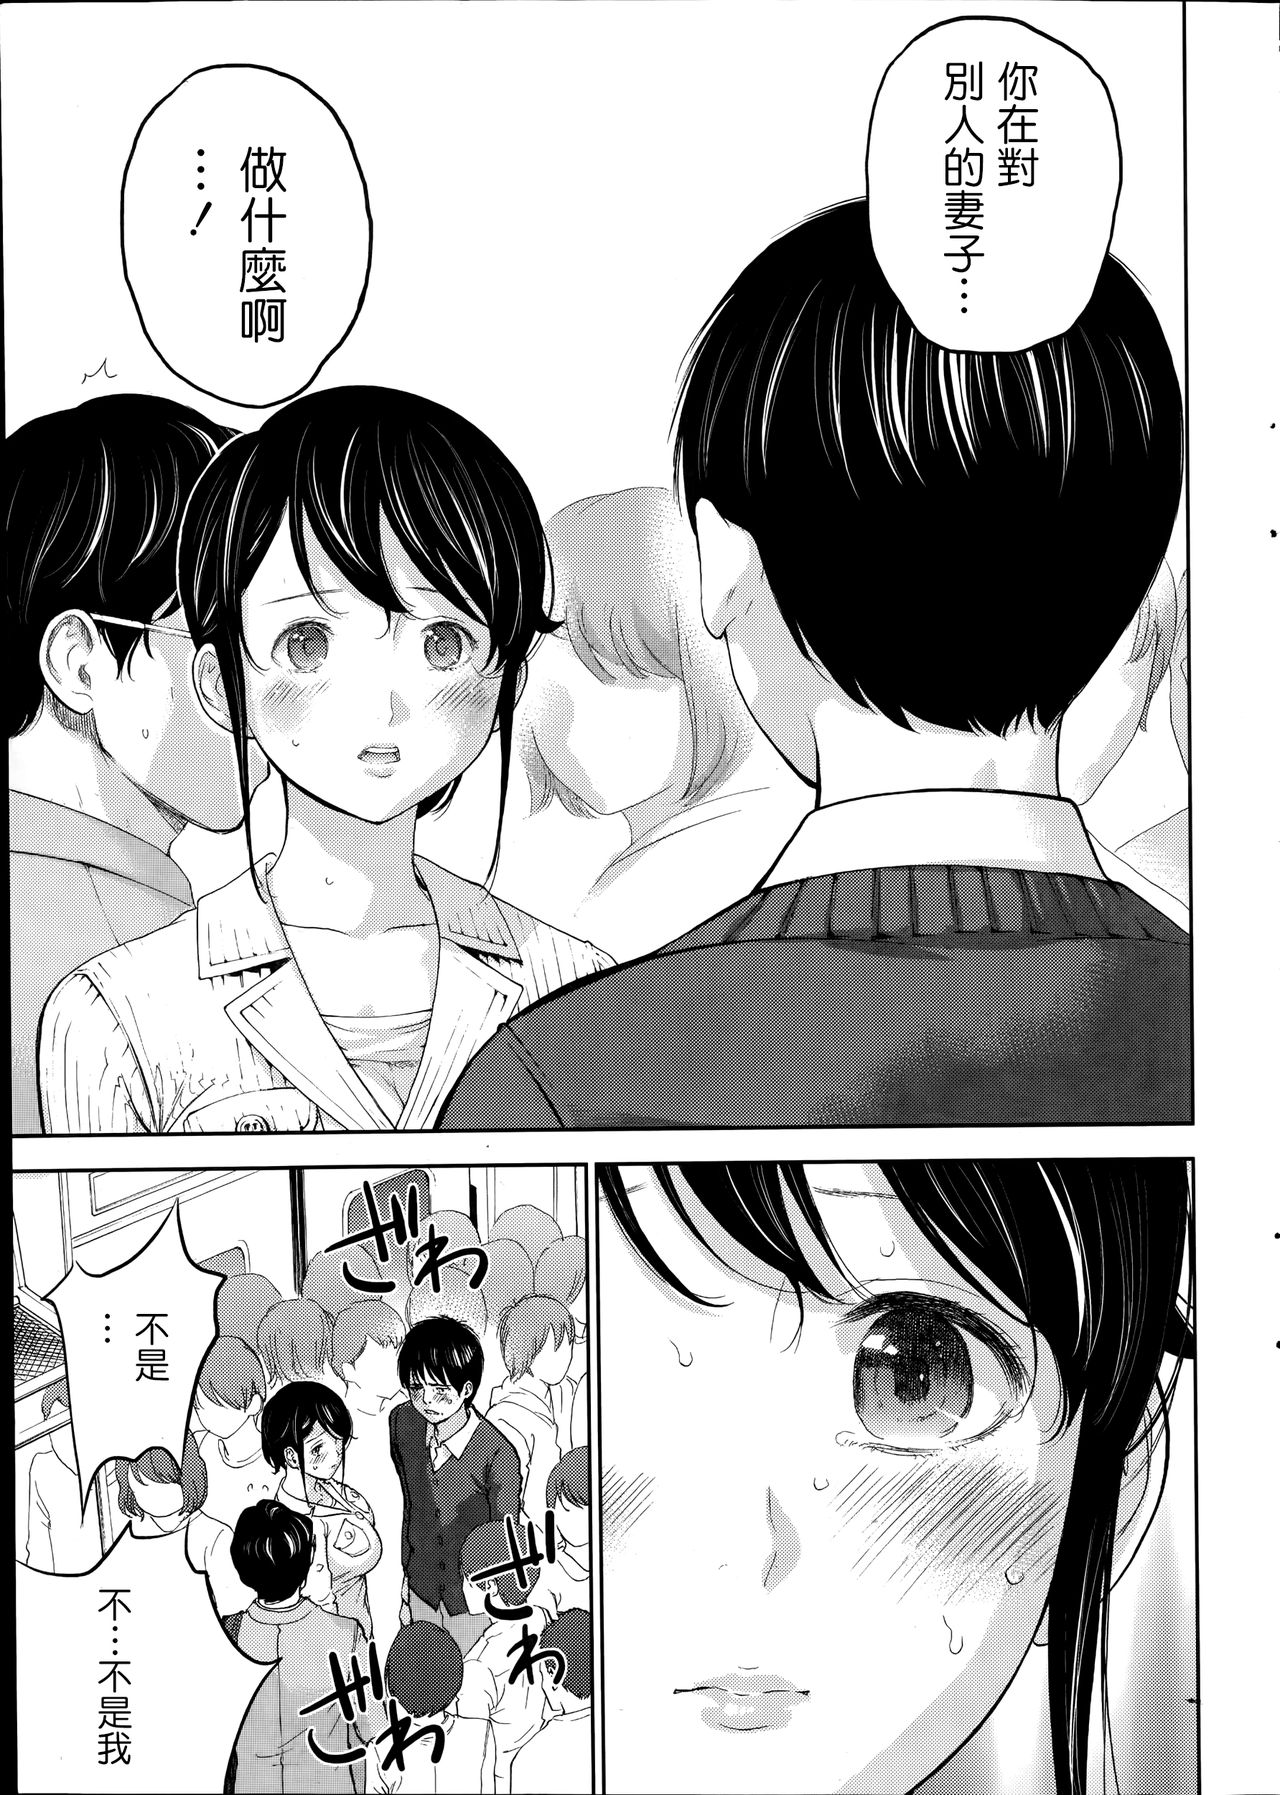 你在對
別人的妻子…
做什麼啊
…！
ざわ
ざわ
ざわ
不是
…
不…不是我